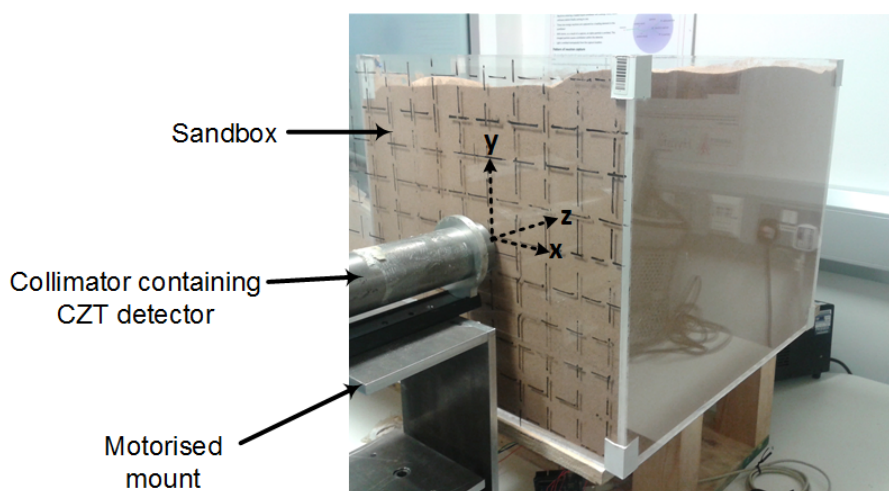 Sandbox
y
z
x
Collimator containing
CZT detector
Motorised
mount